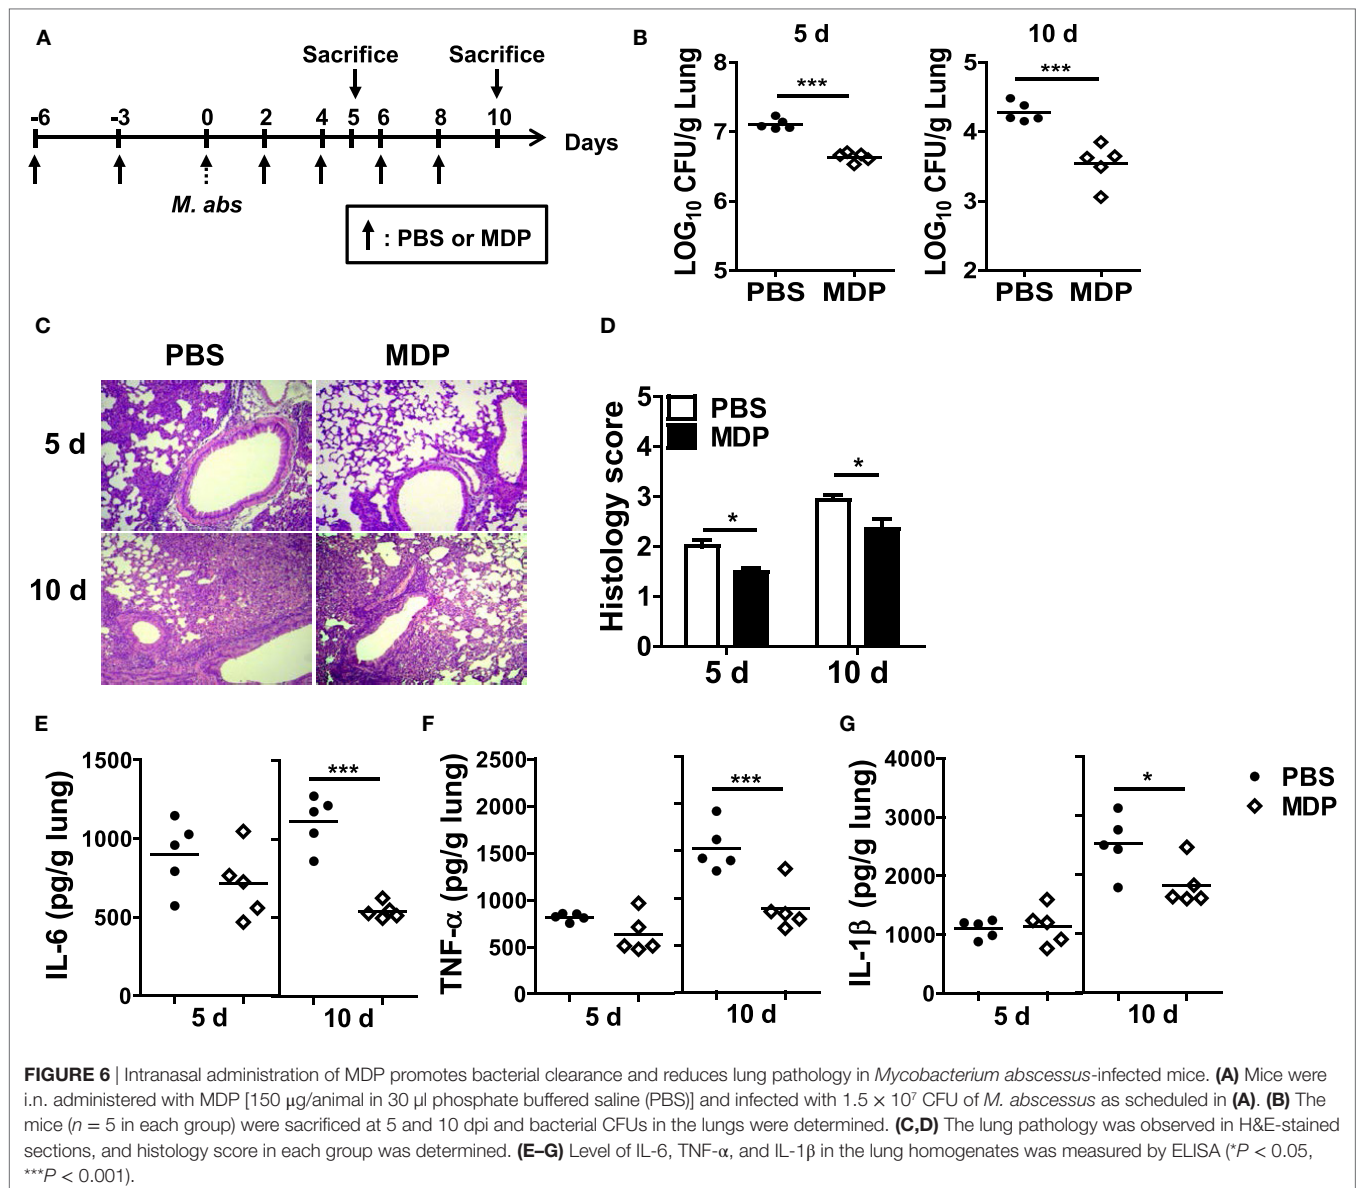 A
Sacrifice Sacrifice
-6 -3 0 2 4 5 6 8 10
Days
M. abs
: PBS or MDP
B
5 d 10 d
LOG10 CFU/g Lung
8
7
6
5
PBS MDP
***
LOG10 CFU/g Lung
5
4
3
2
PBS MDP
***
C
PBS MDP
5 d
10 d
D
Histology score
5
4
3
2
1
0
PBS
MDP
*
*
5 d 10 d
E
IL-6 (pg/g lung)
1500
1000
500
0
***
5 d 10 d
F
TNF-α (pg/g lung)
2500
2000
1500
1000
500
0
***
5 d 10 d
G
IL-1β (pg/g lung)
4000
3000
2000
1000
0
*
5 d 10 d
PBS
MDP
FIGURE 6 | Intranasal administration of MDP promotes bacterial clearance and reduces lung pathology in Mycobacterium abscessus-infected mice. (A) Mice were
i.n. administered with MDP [150 μg/animal in 30 μl phosphate buffered saline (PBS)] and infected with 1.5 × 10⁷ CFU of M. abscessus as scheduled in (A). (B) The
mice (n = 5 in each group) were sacrificed at 5 and 10 dpi and bacterial CFUs in the lungs were determined. (C,D) The lung pathology was observed in H&E-stained
sections, and histology score in each group was determined. (E–G) Level of IL-6, TNF-α, and IL-1β in the lung homogenates was measured by ELISA (*P < 0.05,
***P < 0.001).